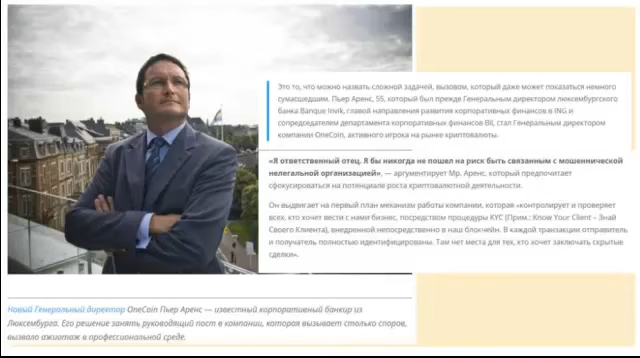 Это то, что можно назвать сложной задачей, вызовом, который даже может показаться немного
сумасшедшим. Пьер Аренс, 55, который был прежде Генеральным директором люксембургского
банка Banque Invik, главой направления развития корпоративных финансов в ING и
сопредседателем департамента корпоративных финансов Bil, стал Генеральным директором
компании OneCoin, активного игрока на рынке криптовалюты.
«Я ответственный отец. Я бы никогда не пошел на риск быть связанным с мошеннической
нелегальной организацией», — аргументирует Мр. Аренс, который предпочитает
сфокусироваться на потенциале роста криптовалютной деятельности.
Он выдвигает на первый план механизм работы компании, которая «контролирует и проверяет
всех, кто хочет вести с нами бизнес, посредством процедуры KYC (Прим.: Know Your Client – Знай
Своего Клиента), внедренной непосредственно в наш блокчейн. В каждой транзакции отправитель
и получатель полностью идентифицированы. Там нет места для тех, кто хочет заключать скрытые
сделки».
Новый Генеральный директор OneCoin Пьер Аренс — известный корпоративный банкир из
Люксембурга. Его решение занять руководящий пост в компании, которая вызывает столько споров,
вызвало ажиотаж в профессиональной среде.